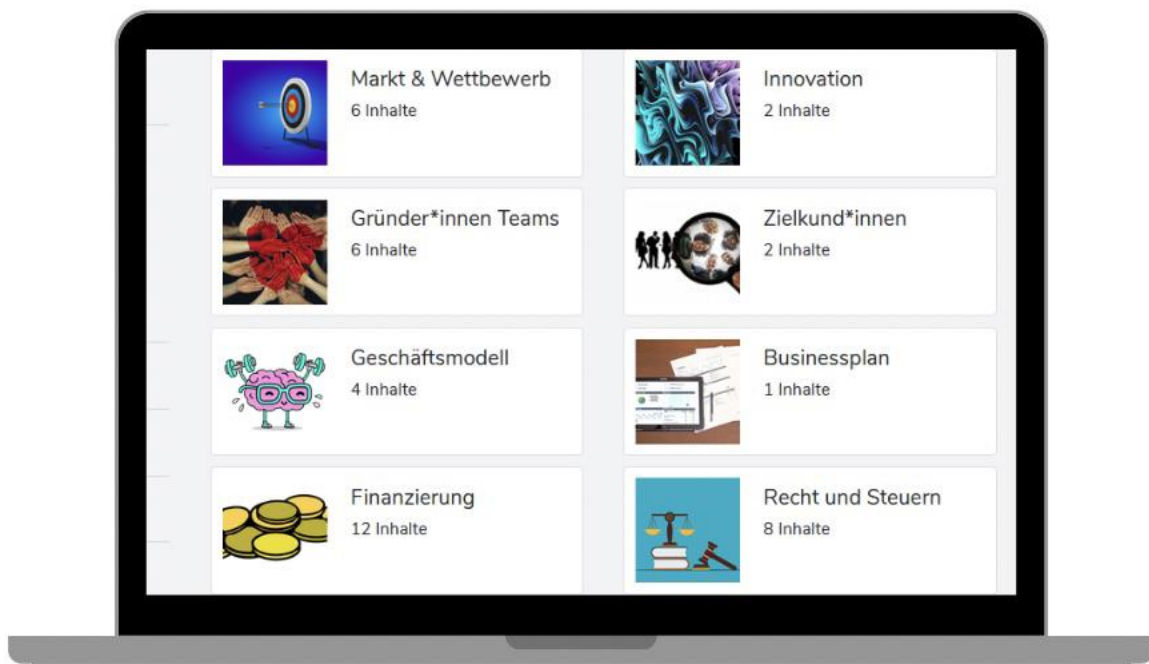 Markt & Wettbewerb
6 Inhalte
Innovation
2 Inhalte
Gründer*innen Teams
6 Inhalte
Zielkund*innen
2 Inhalte
Geschäftsmodell
4 Inhalte
Businessplan
1 Inhalte
Finanzierung
12 Inhalte
Recht und Steuern
8 Inhalte